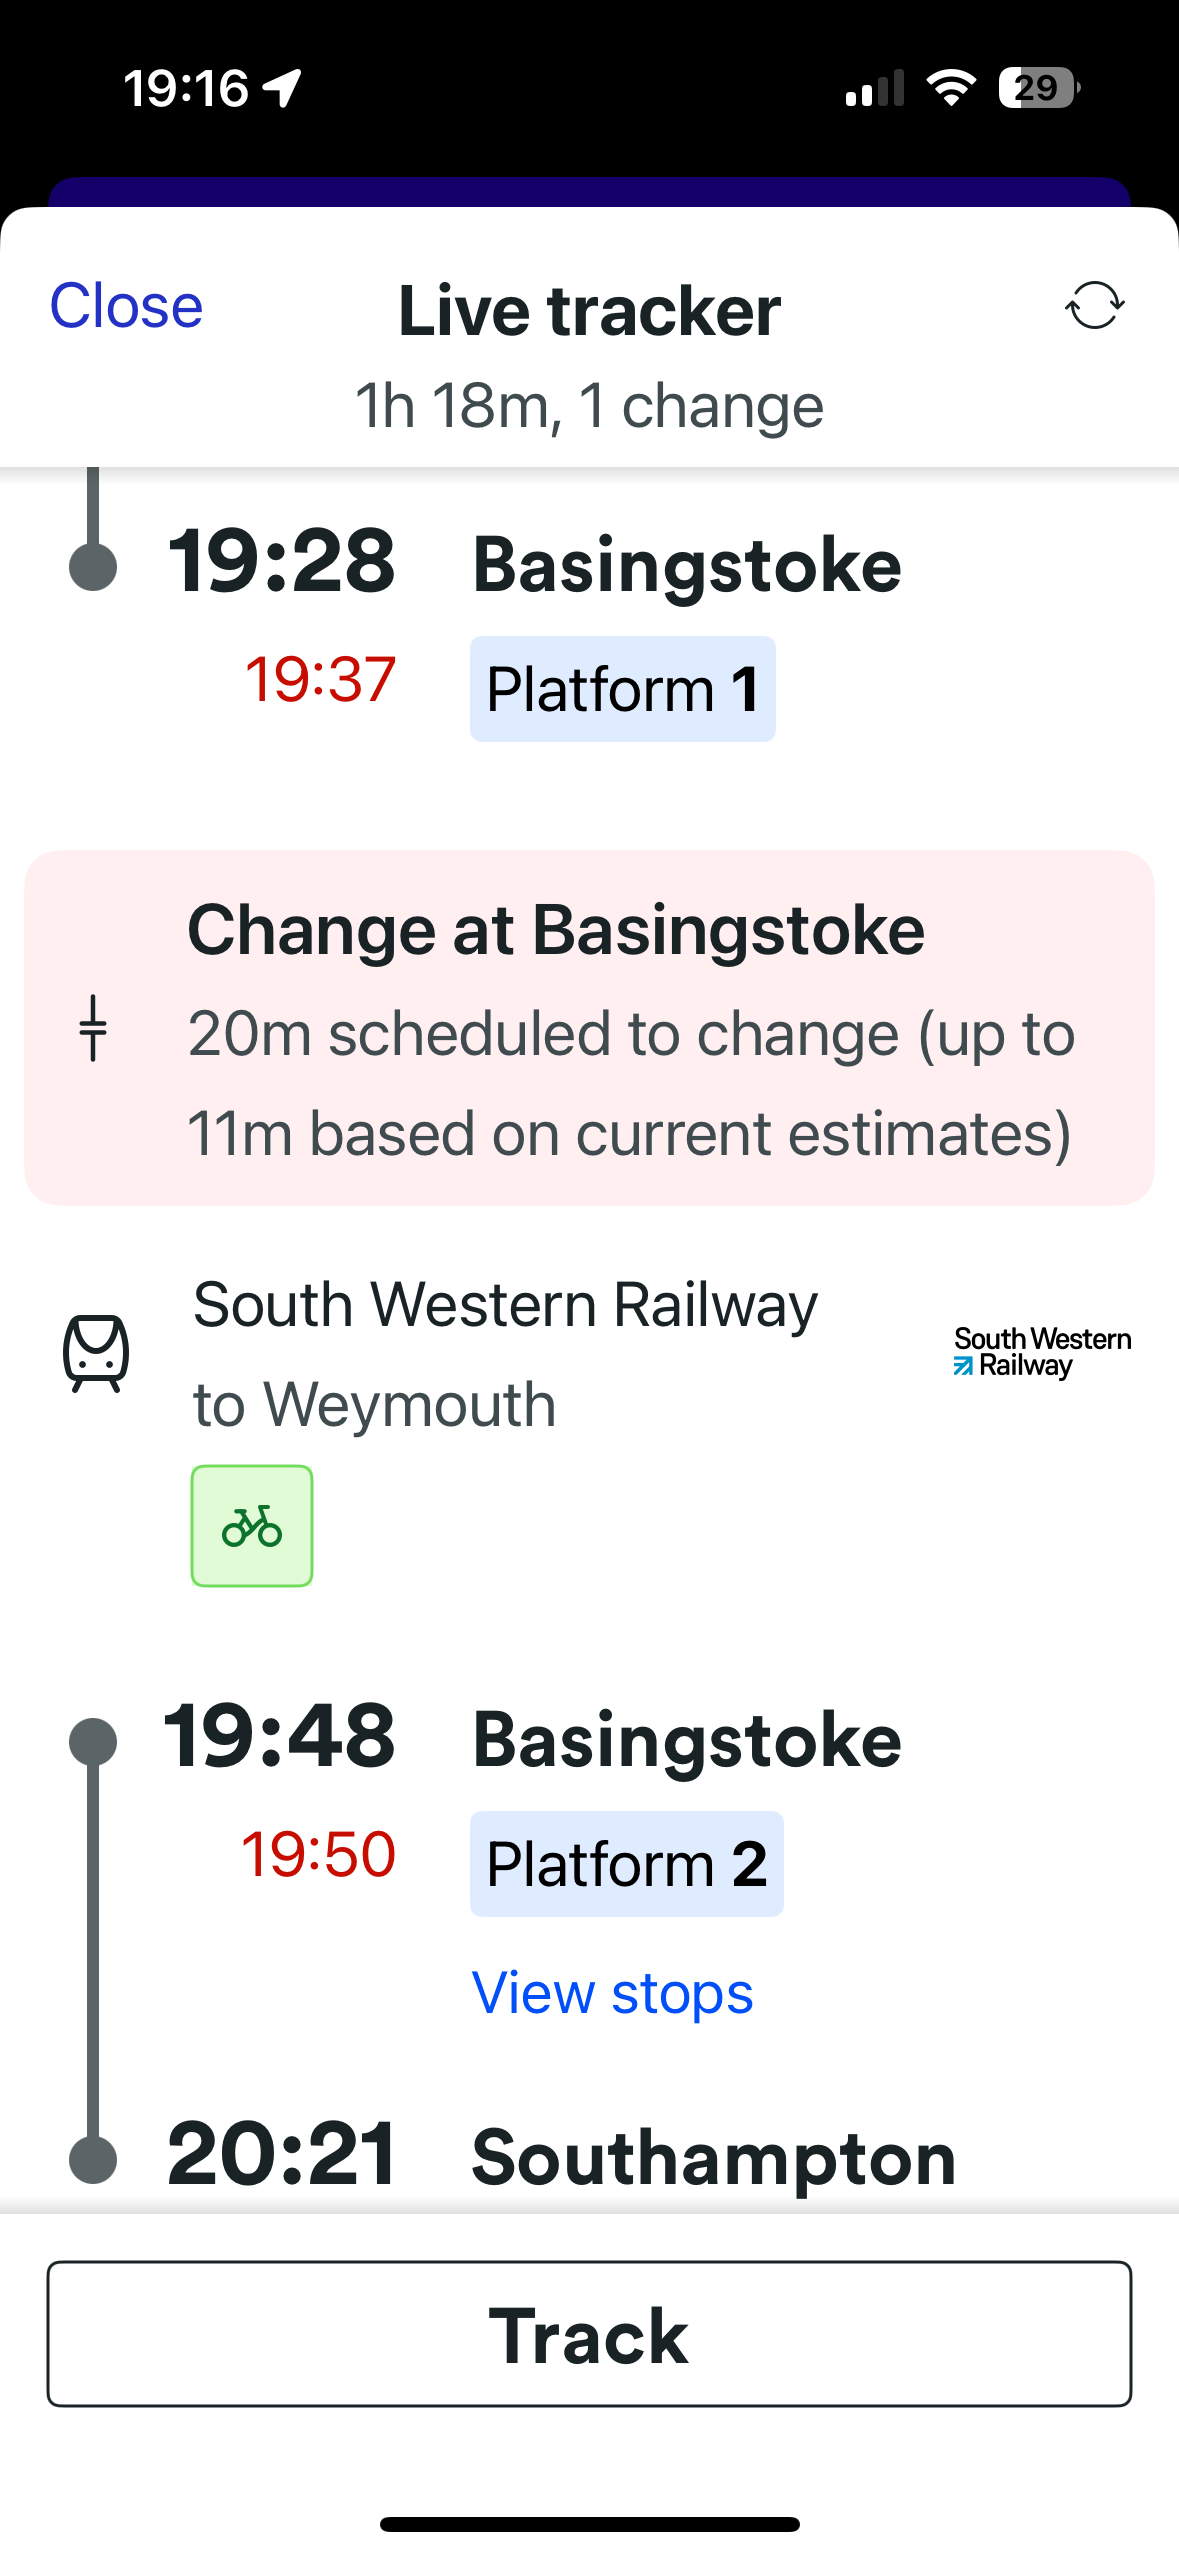 19:16
29
Close
Live tracker
1h 18m, 1 change
19:28 Basingstoke
19:37 Platform 1
Change at Basingstoke
20m scheduled to change (up to
11m based on current estimates)
South Western Railway
to Weymouth
South Western
Railway
19:48 Basingstoke
19:50 Platform 2
View stops
20:21 Southampton
Track